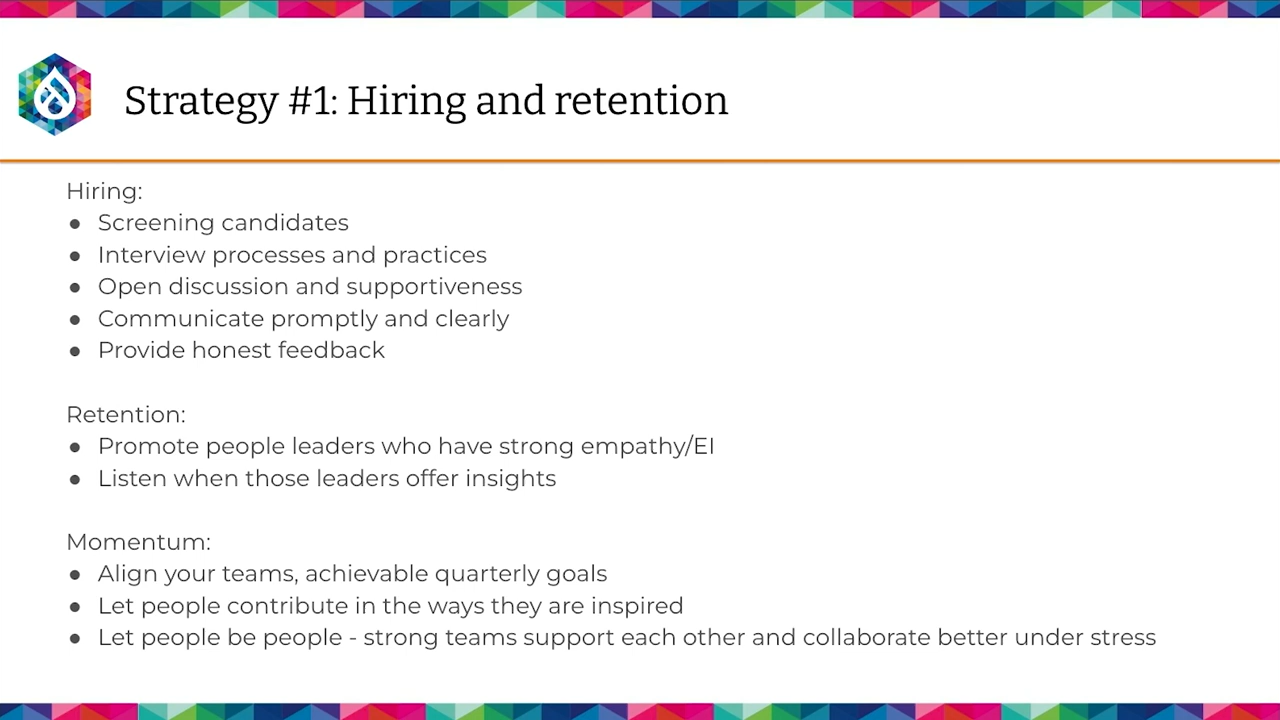 Strategy #1: Hiring and retention
Hiring:
● Screening candidates
● Interview processes and practices
● Open discussion and supportiveness
● Communicate promptly and clearly
● Provide honest feedback
Retention:
● Promote people leaders who have strong empathy/EI
● Listen when those leaders offer insights
Momentum:
● Align your teams, achievable quarterly goals
● Let people contribute in the ways they are inspired
● Let people be people - strong teams support each other and collaborate better under stress